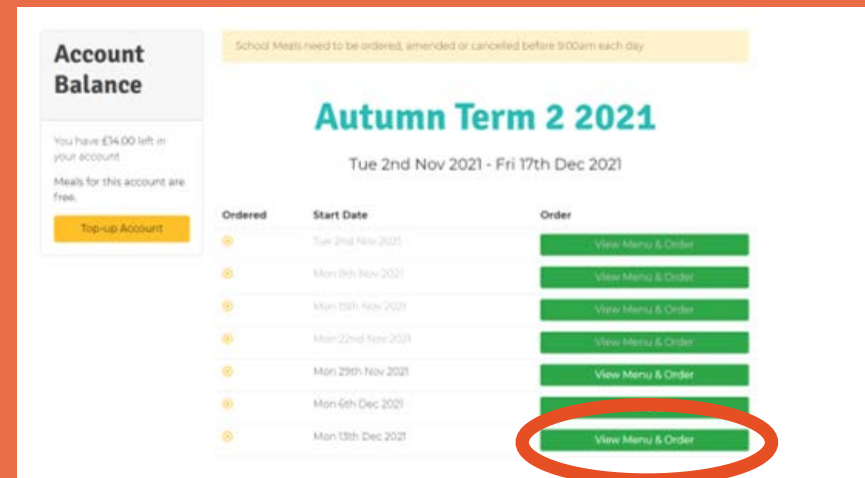 Account
Balance
You have £14.00 left in
your account
Meals for this account are
free.
Top-up Account
School Meals need to be ordered, amended or cancelled before 9:00am each day
Autumn Term 2 2021
Tue 2nd Nov 2021 - Fri 17th Dec 2021
Ordered Start Date Order
Tue 2nd Nov 2021 View Menu & Order
Mon 8th Nov 2021 View Menu & Order
Mon 15th Nov 2021 View Menu & Order
Mon 22nd Nov 2021 View Menu & Order
Mon 29th Nov 2021 View Menu & Order
Mon 6th Dec 2021
Mon 13th Dec 2021 View Menu & Order